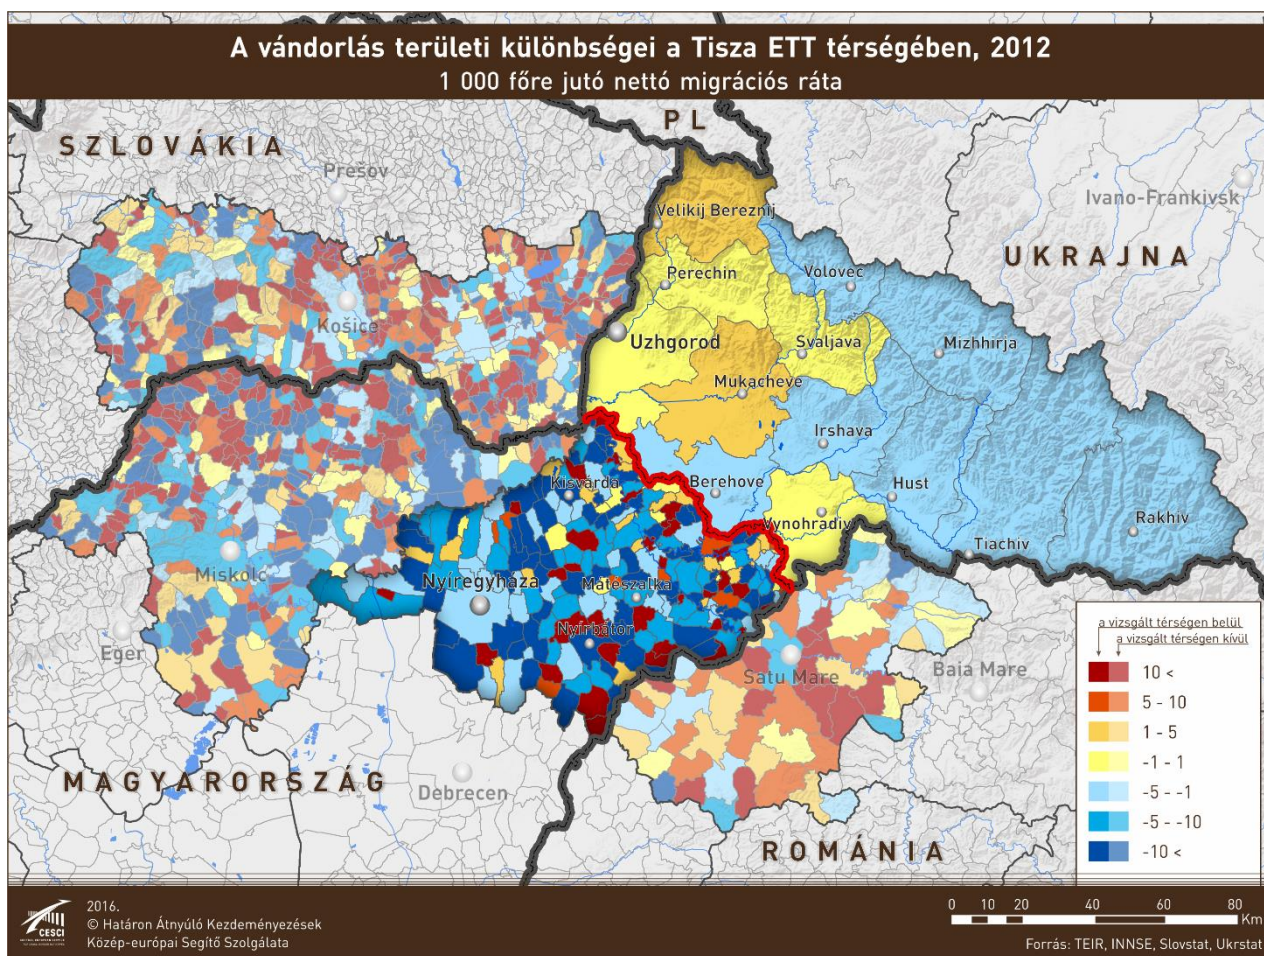 A vándorlás területi különbségei a Tisza ETT térségében, 2012
1 000 főre jutó nettó migrációs ráta
PL
SZLOVÁKIA
Prešov
Ivano-Frankivsk
Velikij Bereznij
UKRAJNA
Perechin
Volovec
Košice
Uzhgorod
Svaljava
Mizhhirja
Mukacheve
Irshava
Kisvárda
Berehove
Hust
Vynohradiv
Rakhiv
Tiachiv
Miskolc
Nyíregyháza
Mátészalka
Nyírbátor
Eger
Satu Mare
Baia Mare
MAGYARORSZÁG
Debrecen
ROMÁNIA
a vizsgált térségen belül
a vizsgált térségen kívül
10 <
5 - 10
1 - 5
-1 - 1
-5 - -1
-5 - -10
-10 <
CESCI
2016.
© Határon Átnyúló Kezdeményezések
Közép-európai Segítő Szolgálata
0 10 20 40 60 80
Km
Forrás: TEIR, INNSE, Slovstat, Ukrstat